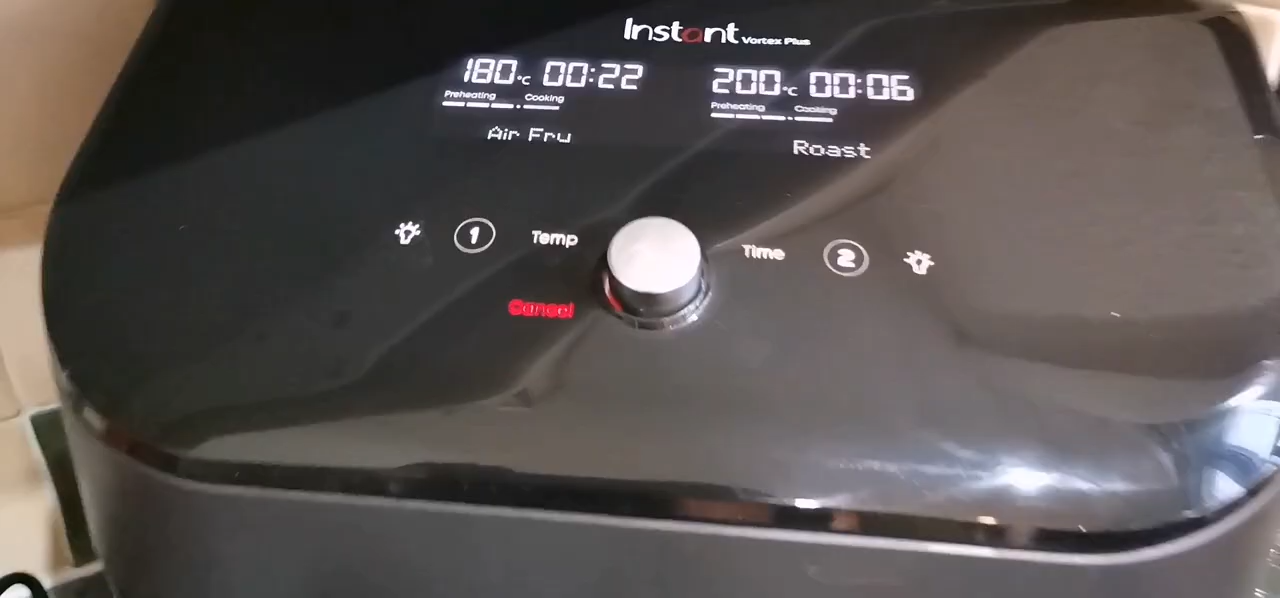 Instant Vortex Plus
180°C 00:22
Preheating Cooking
Air Fry
200°C 00:06
Preheating Cooking
Roast
1 Temp Time 2
Cancel